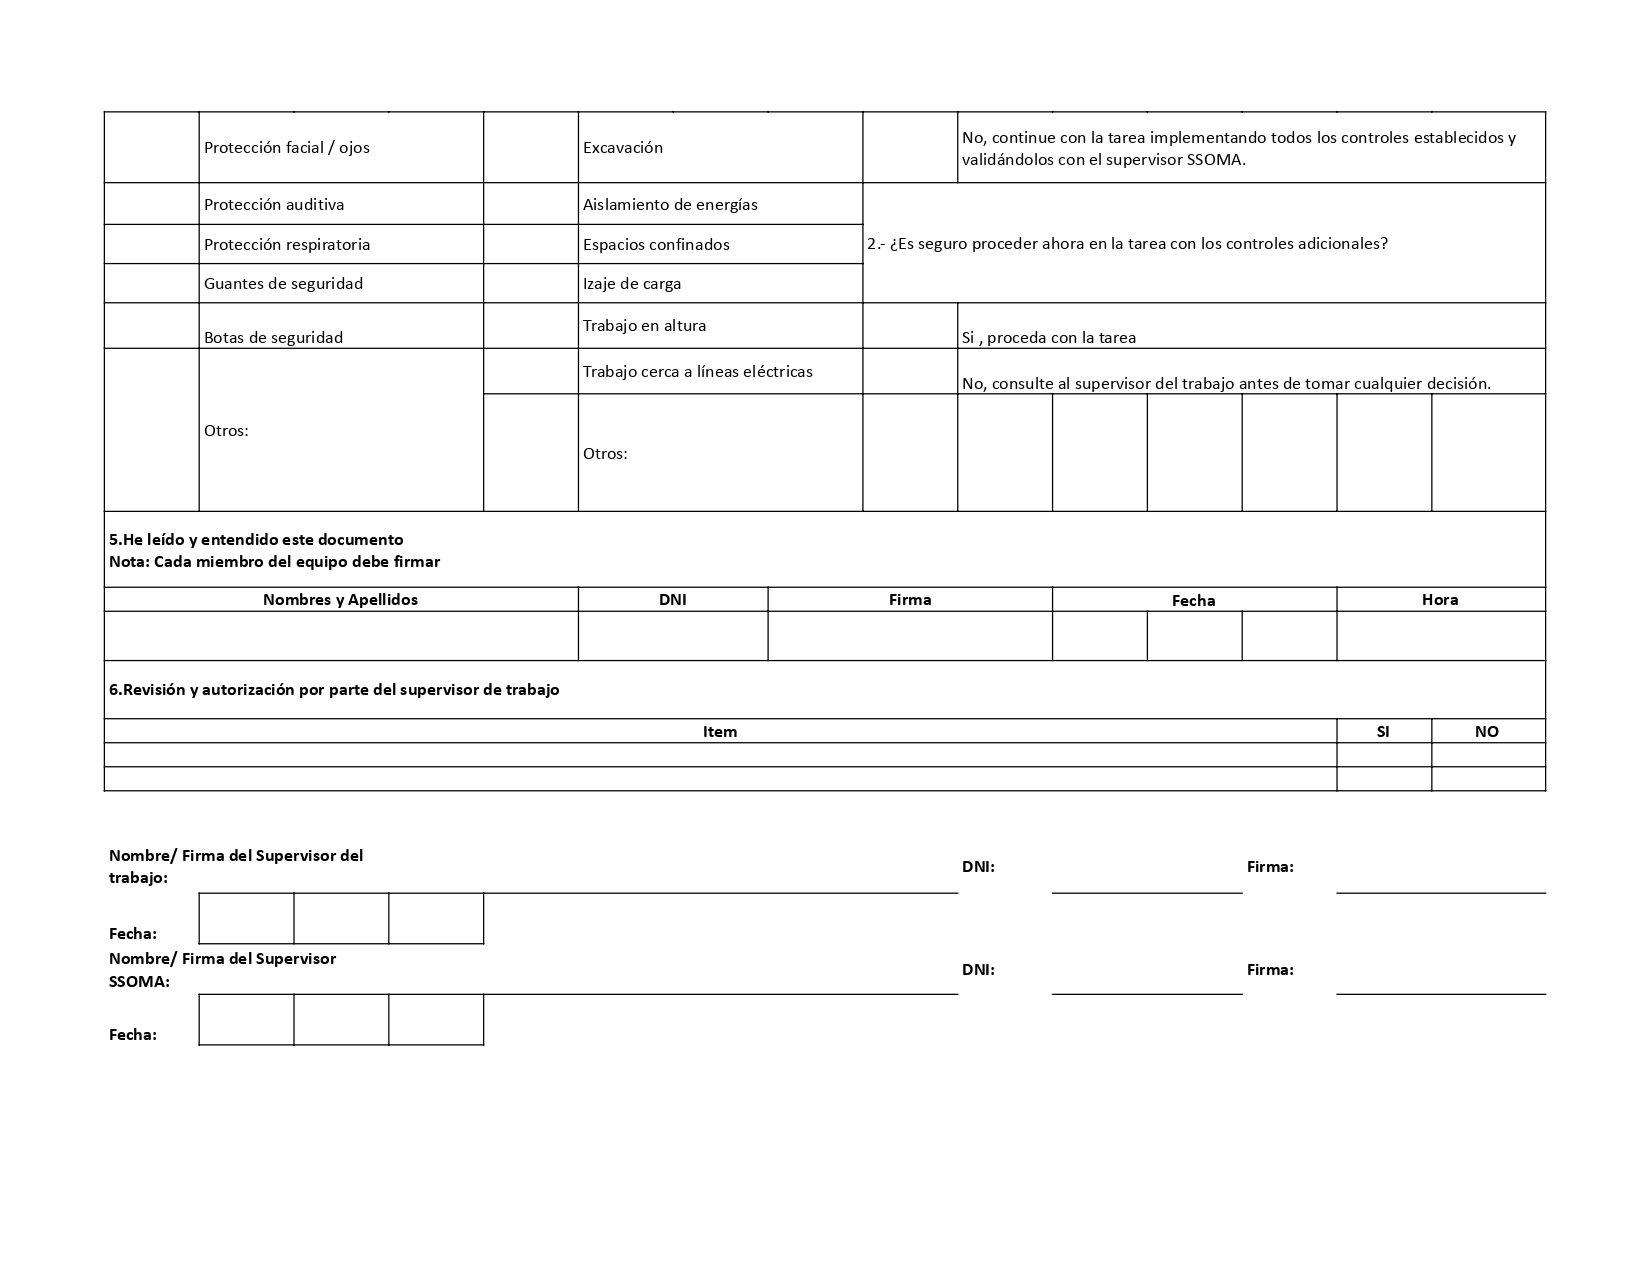 Protección facial / ojos
Excavación
No, continue con la tarea implementando todos los controles establecidos y
validándolos con el supervisor SSOMA.
Protección auditiva
Aislamiento de energías
2.- ¿Es seguro proceder ahora en la tarea con los controles adicionales?
Protección respiratoria
Espacios confinados
Guantes de seguridad
Izaje de carga
Botas de seguridad
Trabajo en altura
Si , proceda con la tarea
Otros:
Trabajo cerca a líneas eléctricas
No, consulte al supervisor del trabajo antes de tomar cualquier decisión.
Otros:
5.He leído y entendido este documento
Nota: Cada miembro del equipo debe firmar
Nombres y Apellidos DNI Firma Fecha Hora
6.Revisión y autorización por parte del supervisor de trabajo
Item SI NO
Nombre/ Firma del Supervisor del
trabajo:
DNI:
Firma:
Fecha:
Nombre/ Firma del Supervisor
SSOMA:
DNI:
Firma:
Fecha: